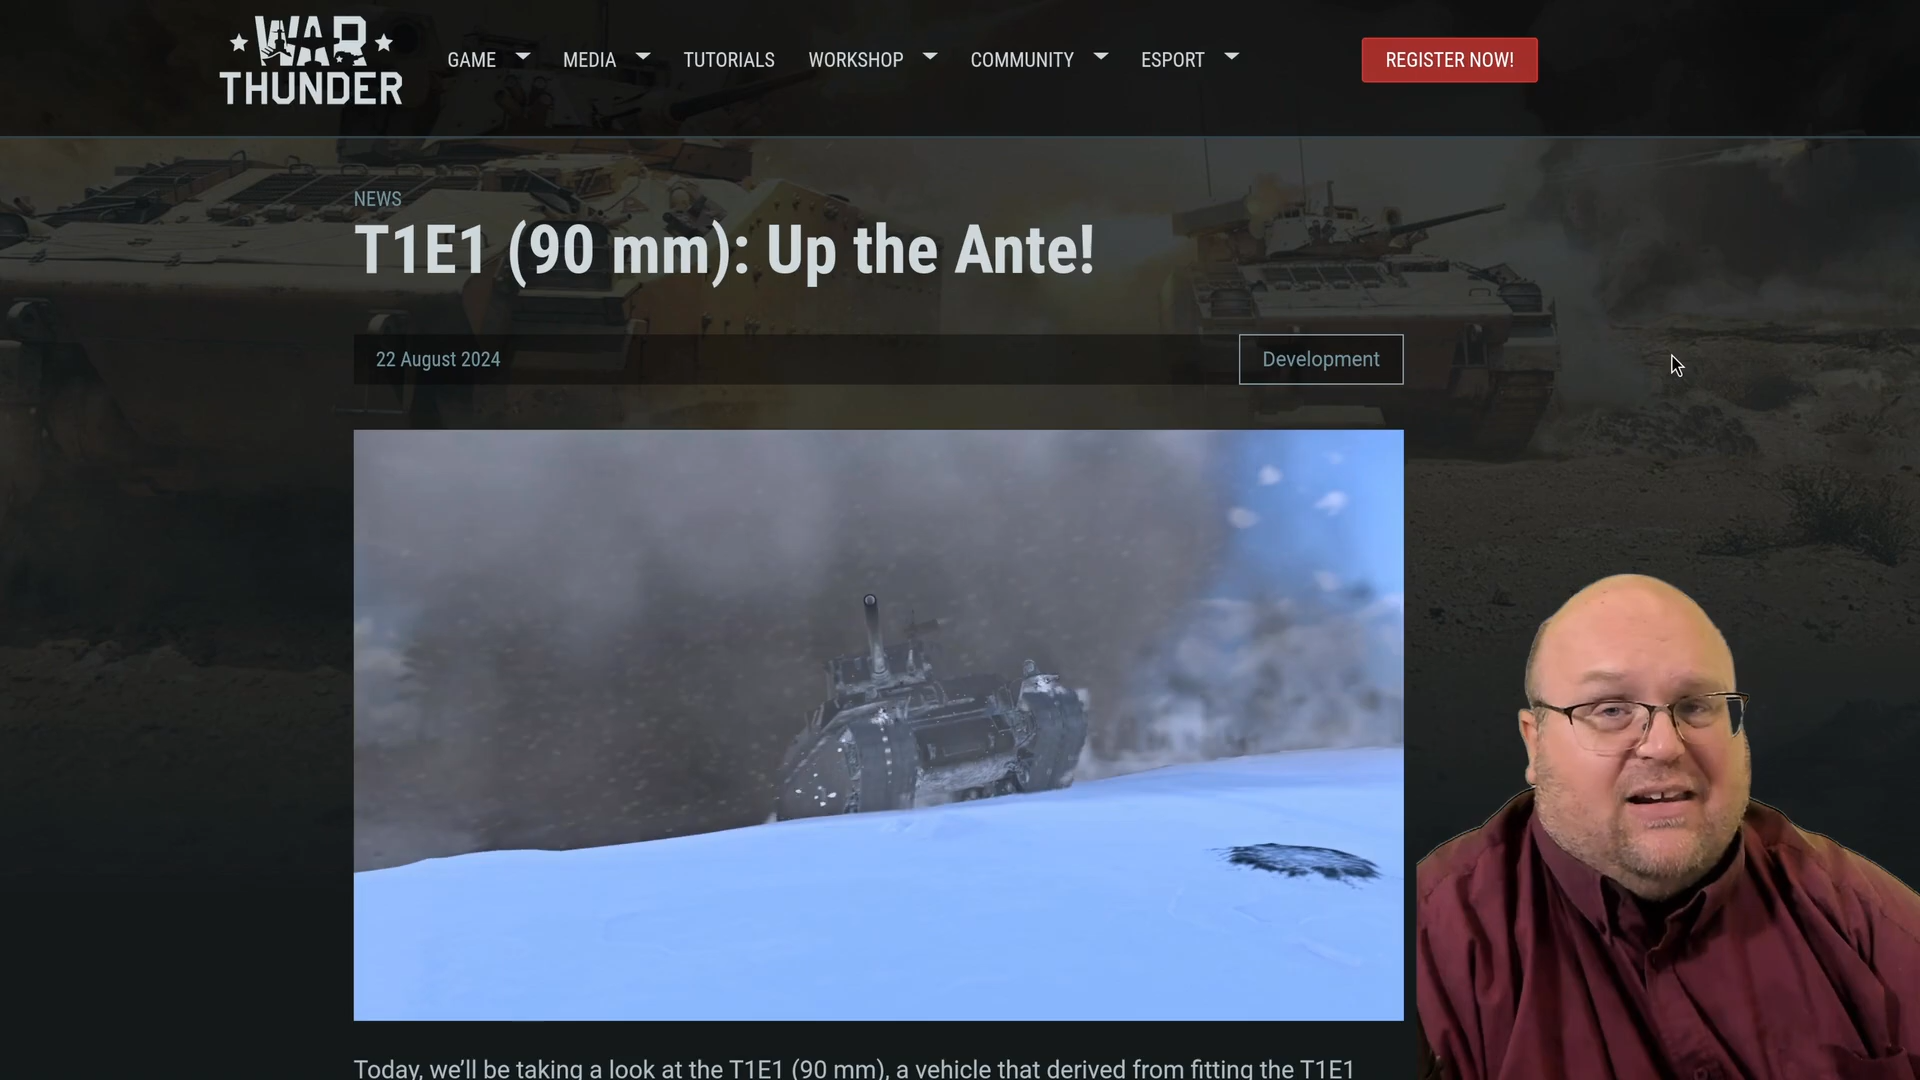 WAR
THUNDER
GAME
MEDIA
TUTORIALS
WORKSHOP
COMMUNITY
ESPORT
REGISTER NOW!
NEWS
T1E1 (90 mm): Up the Ante!
22 August 2024
Development
Today, we’ll be taking a look at the T1E1 (90 mm), a vehicle that derived from fitting the T1E1